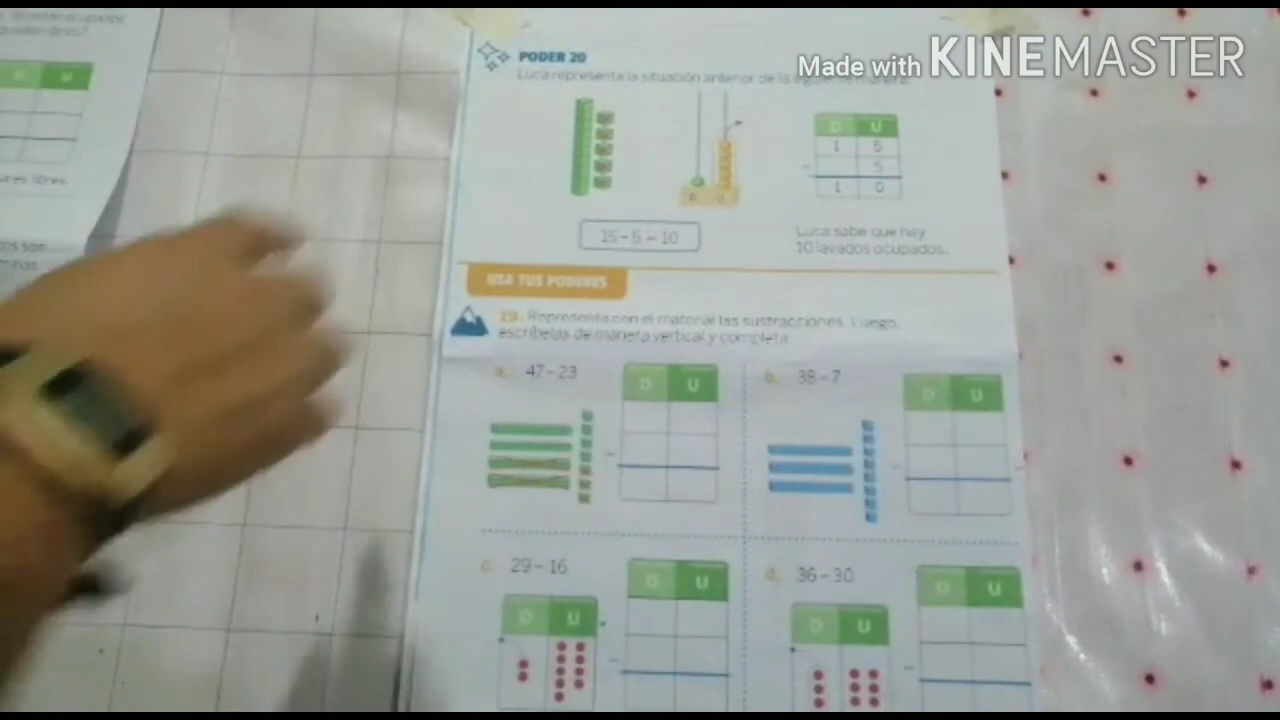 Made with KINEMASTER
PODER 20
Luca representa la situación anterior de la
D U
1 5
- 5
1 0
15 - 5 = 10
Luca sabe que hay
10 lavados ocupados.
USA TUS PODERES
19. Representa con el material las sustracciones. Luego,
escríbelas de manera vertical y completa.
a. 47 - 23
D U
-
b. 38 - 7
D U
-
c. 29 - 16
D U
D U
-
d. 36 - 30
D U
D U
-
U